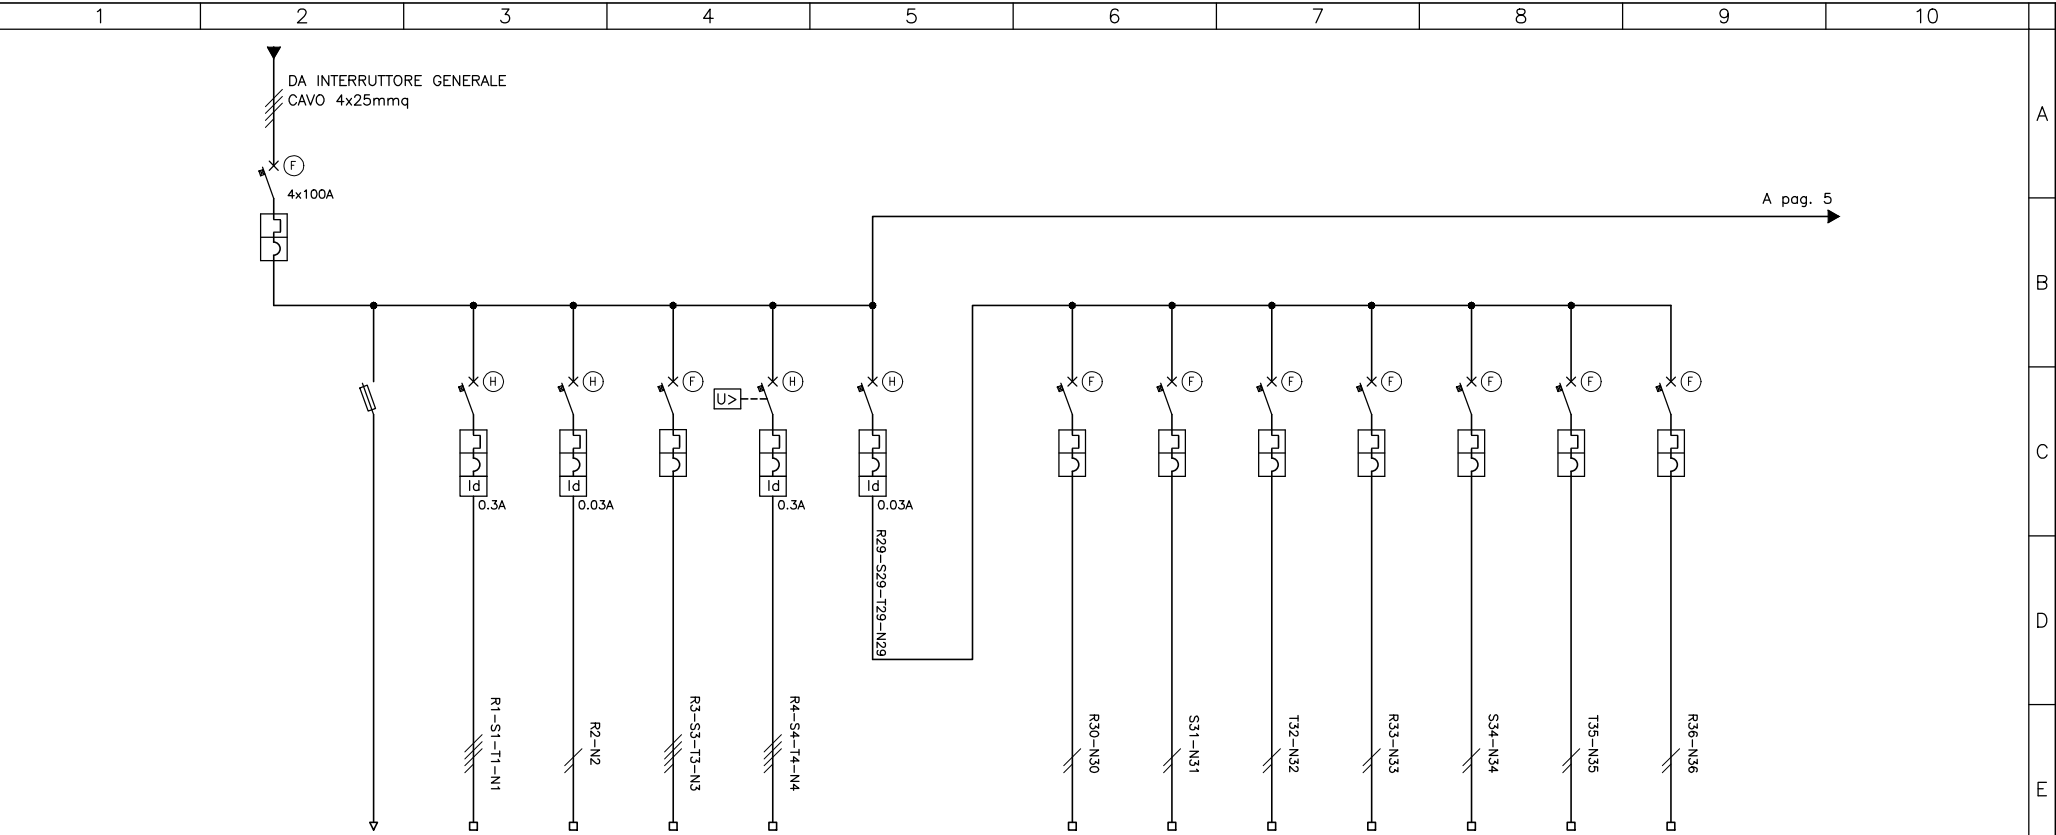 1 2 3 4 5 6 7 8 9 10
DA INTERRUTTORE GENERALE
CAVO 4x25mmq
A
F
4x100A
A pag. 5
B
H H F H H F F F F F F F
U>
C
Id Id Id Id
0.3A 0.03A 0.3A 0.03A
R29-S29-T29-N29
D
R1-S1-T1-N1
R2-N2
R3-S3-T3-N3
R4-S4-T4-N4
R30-N30
S31-N31
T32-N32
R33-N33
S34-N34
T35-N35
R36-N36
E